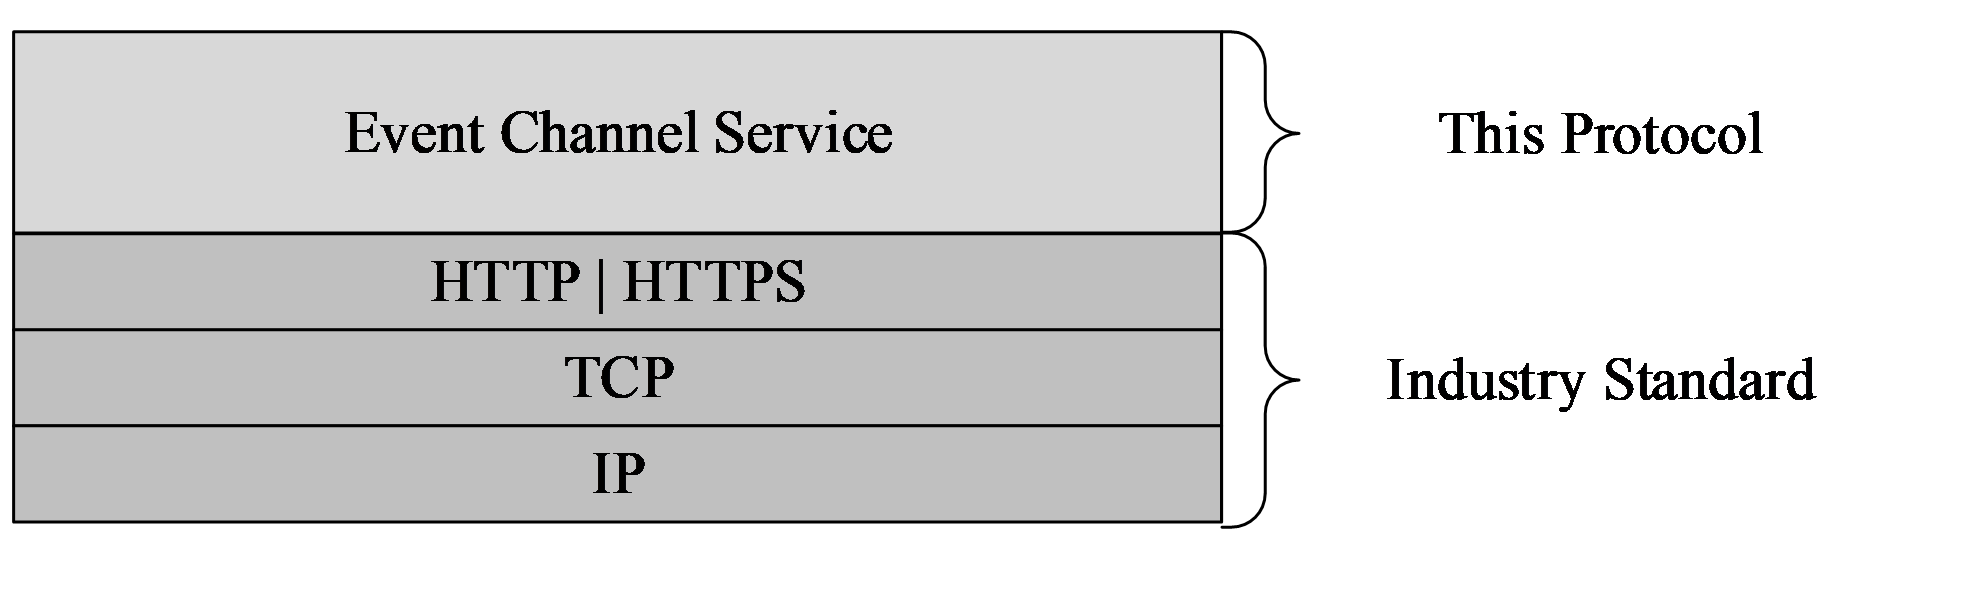 Event Channel Service
This Protocol
HTTP | HTTPS
TCP
Industry Standard
IP